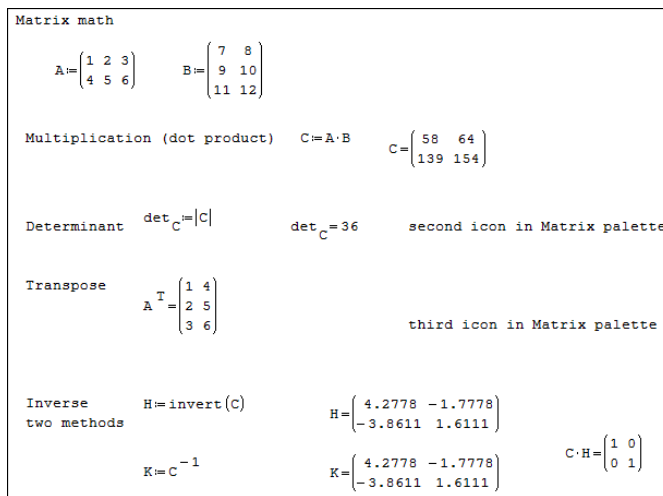 Matrix math
A:=(1 2 3
4 5 6) B:=(7 8
9 10
11 12)
Multiplication (dot product) C:=A·B C=(58 64
139 154)
Determinant det_C:=|C| det_C=36 second icon in Matrix palette
Transpose A^T=(1 4
2 5
3 6)
third icon in Matrix palette
Inverse H:=invert(C) H=(4.2778 −1.7778
two methods −3.8611 1.6111)
C·H=(1 0
0 1)
K:=C^−1 K=(4.2778 −1.7778
−3.8611 1.6111)